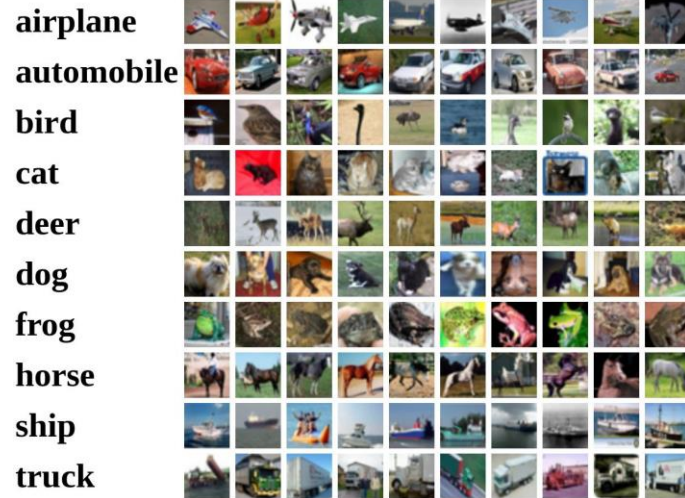 airplane
automobile
bird
cat
deer
dog
frog
horse
ship
truck